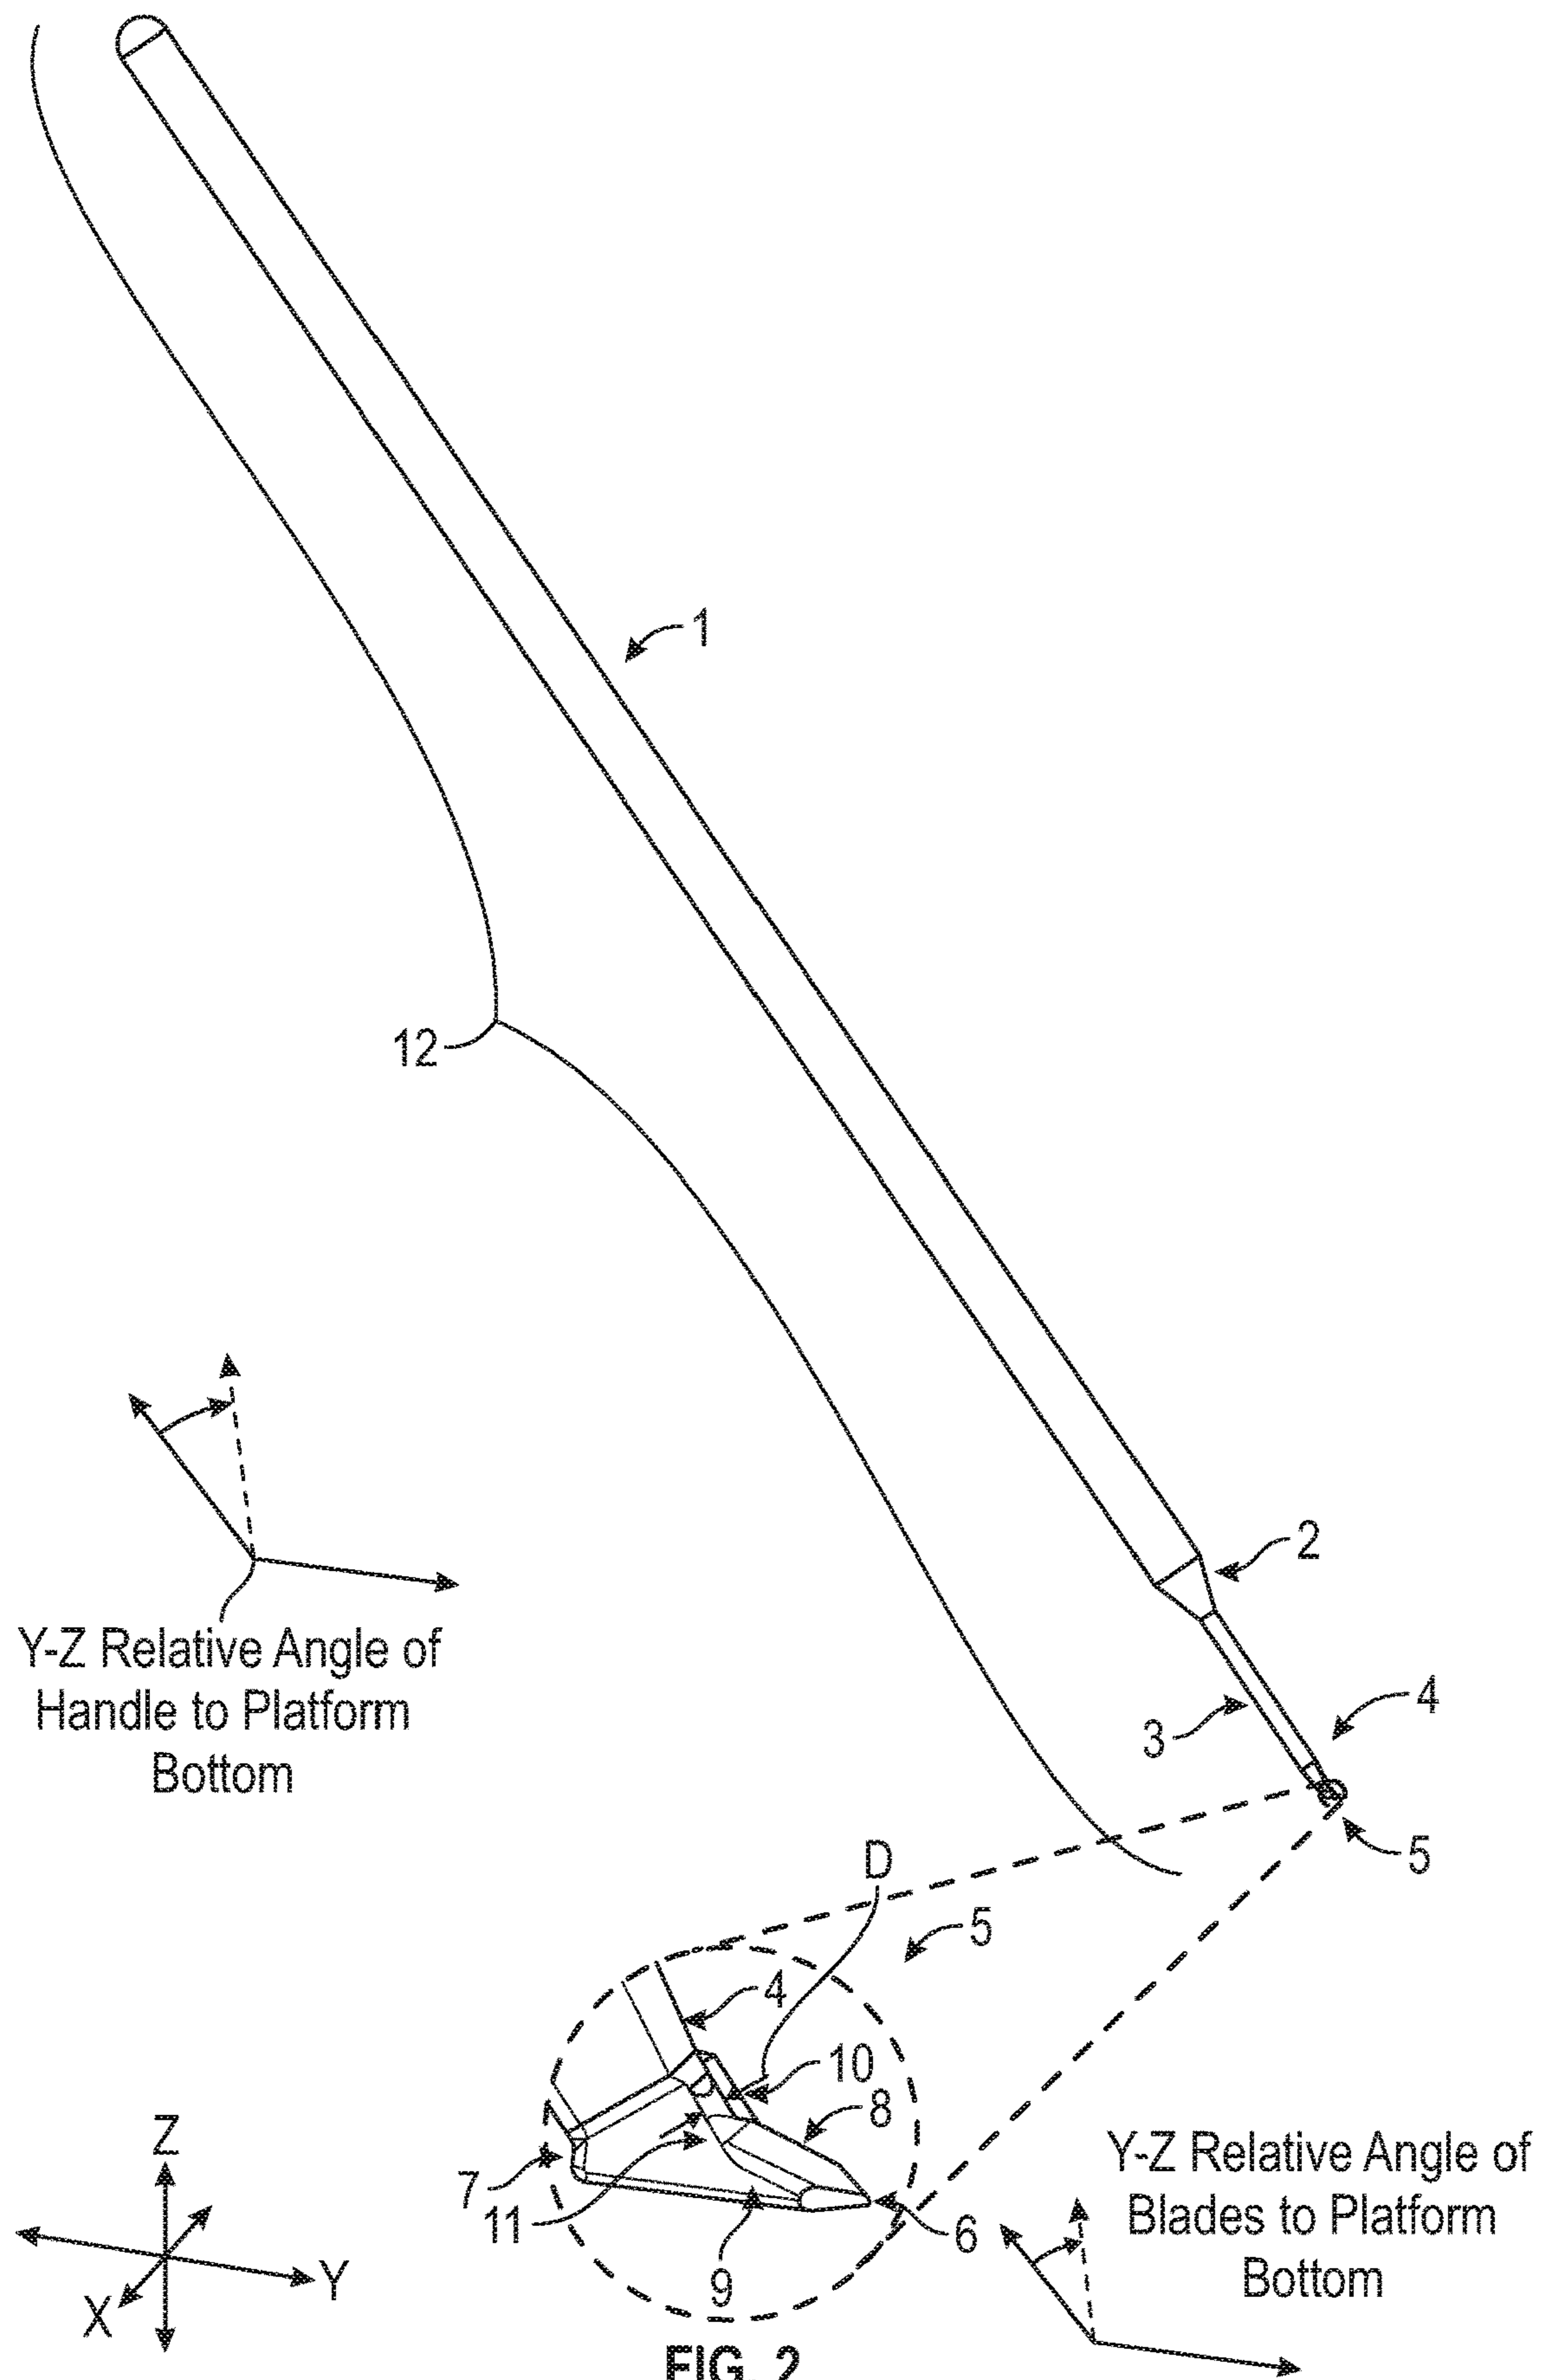 1
12
2
Y-Z Relative Angle of
Handle to Platform
Bottom
3
4
5
D
5
4
10
8
7
11
9
6
Z
Y
X
Y-Z Relative Angle of
Blades to Platform
Bottom
FIG. 2